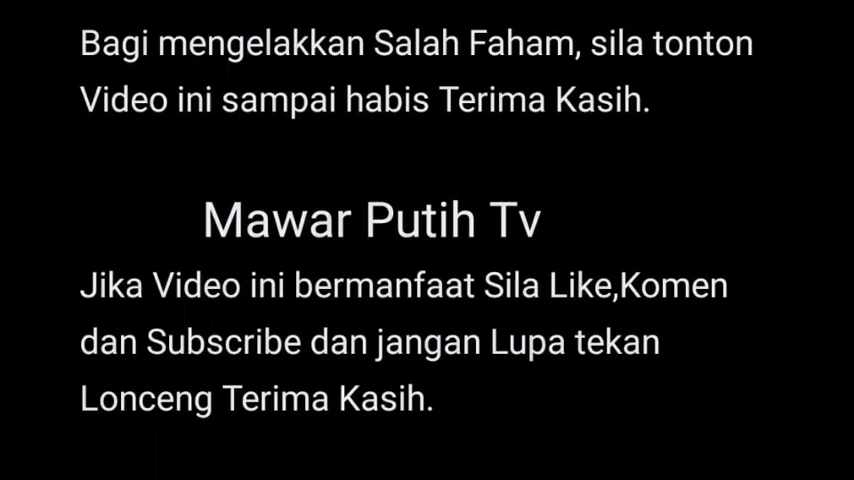 Bagi mengelakkan Salah Faham, sila tonton
Video ini sampai habis Terima Kasih.
Mawar Putih Tv
Jika Video ini bermanfaat Sila Like,Komen
dan Subscribe dan jangan Lupa tekan
Lonceng Terima Kasih.